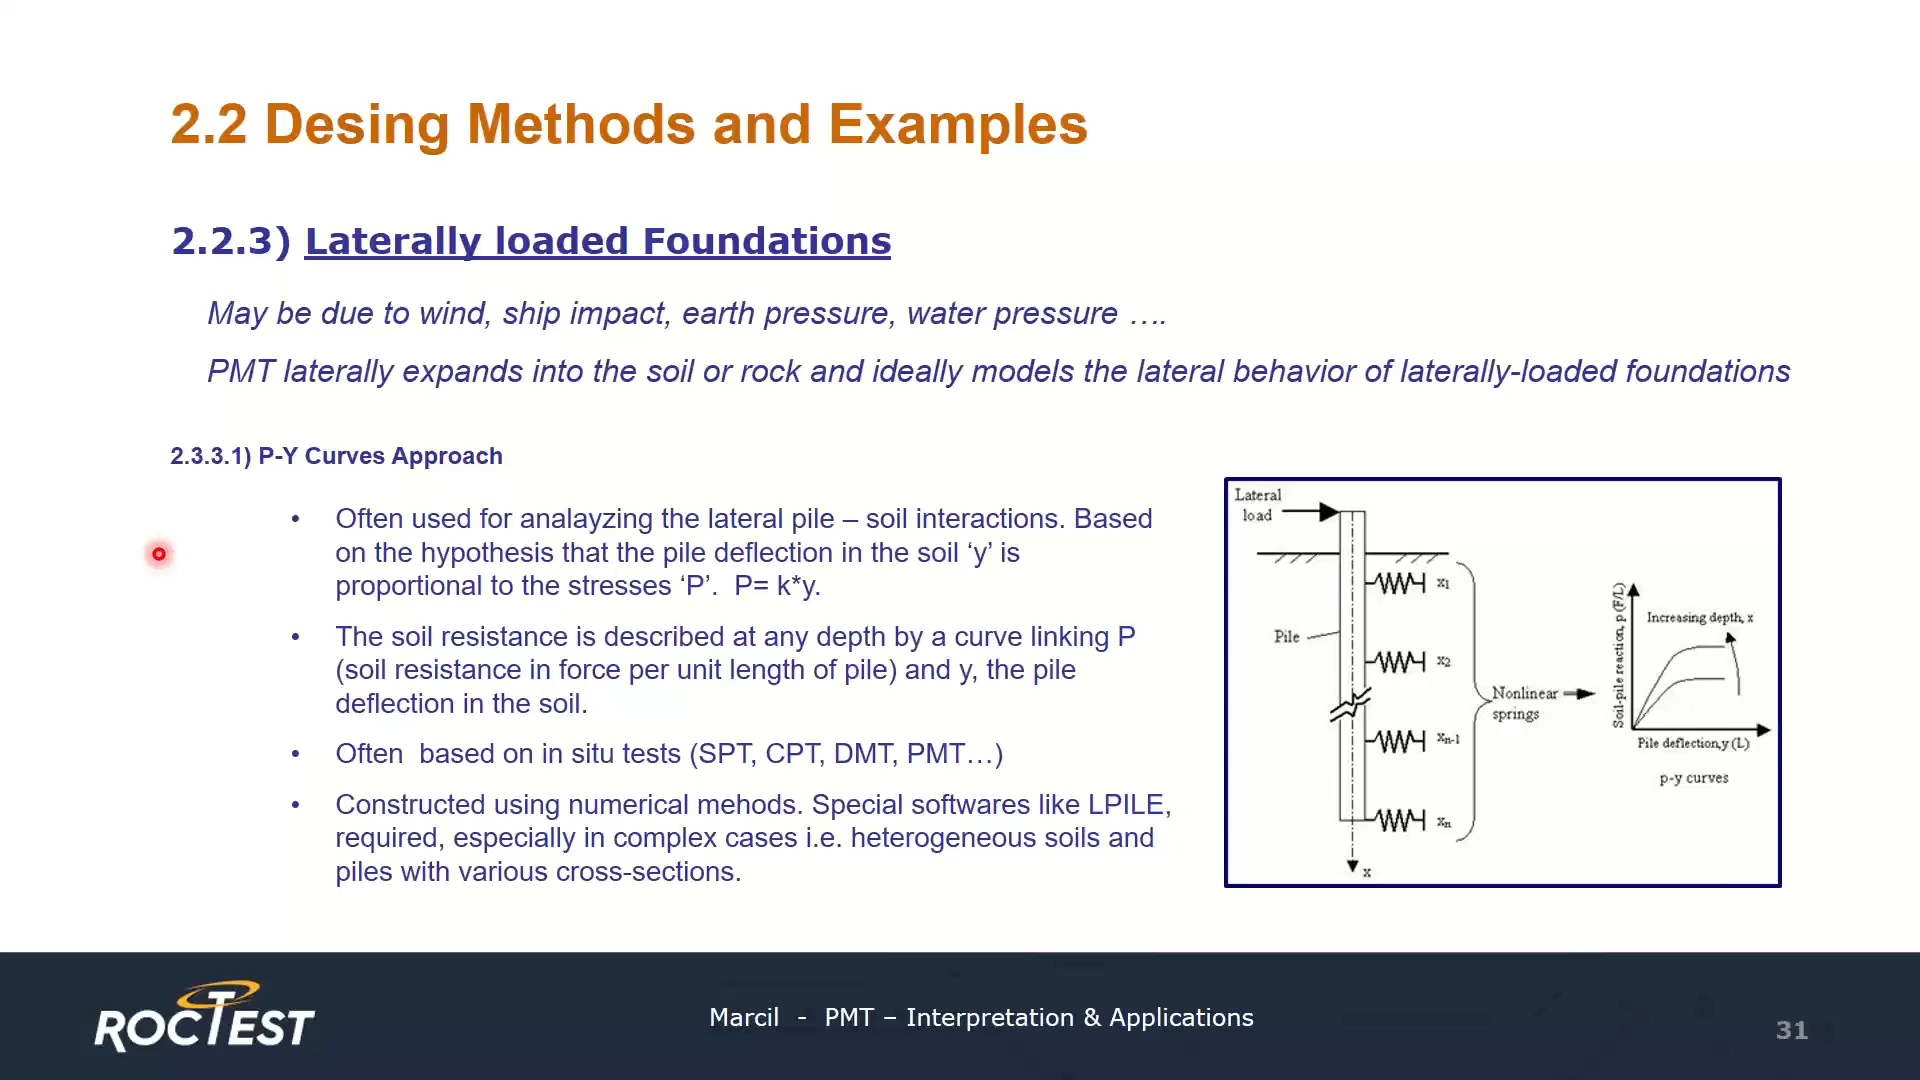 2.2 Desing Methods and Examples
2.2.3) Laterally loaded Foundations
May be due to wind, ship impact, earth pressure, water pressure ….
PMT laterally expands into the soil or rock and ideally models the lateral behavior of laterally-loaded foundations
2.3.3.1) P-Y Curves Approach
• Often used for analayzing the lateral pile – soil interactions. Based
on the hypothesis that the pile deflection in the soil ‘y’ is
proportional to the stresses ‘P’.  P= k*y.
• The soil resistance is described at any depth by a curve linking P
(soil resistance in force per unit length of pile) and y, the pile
deflection in the soil.
• Often  based on in situ tests (SPT, CPT, DMT, PMT…)
• Constructed using numerical mehods. Special softwares like LPILE,
required, especially in complex cases i.e. heterogeneous soils and
piles with various cross-sections.
Lateral
load
x1
Pile
x2
xn-1
xn
x
Nonlinear
springs
Soil-pile reaction, p (F/L)
Increasing depth, x
Pile deflection,y (L)
p-y curves
ROCTEST
Marcil  -  PMT – Interpretation & Applications
31